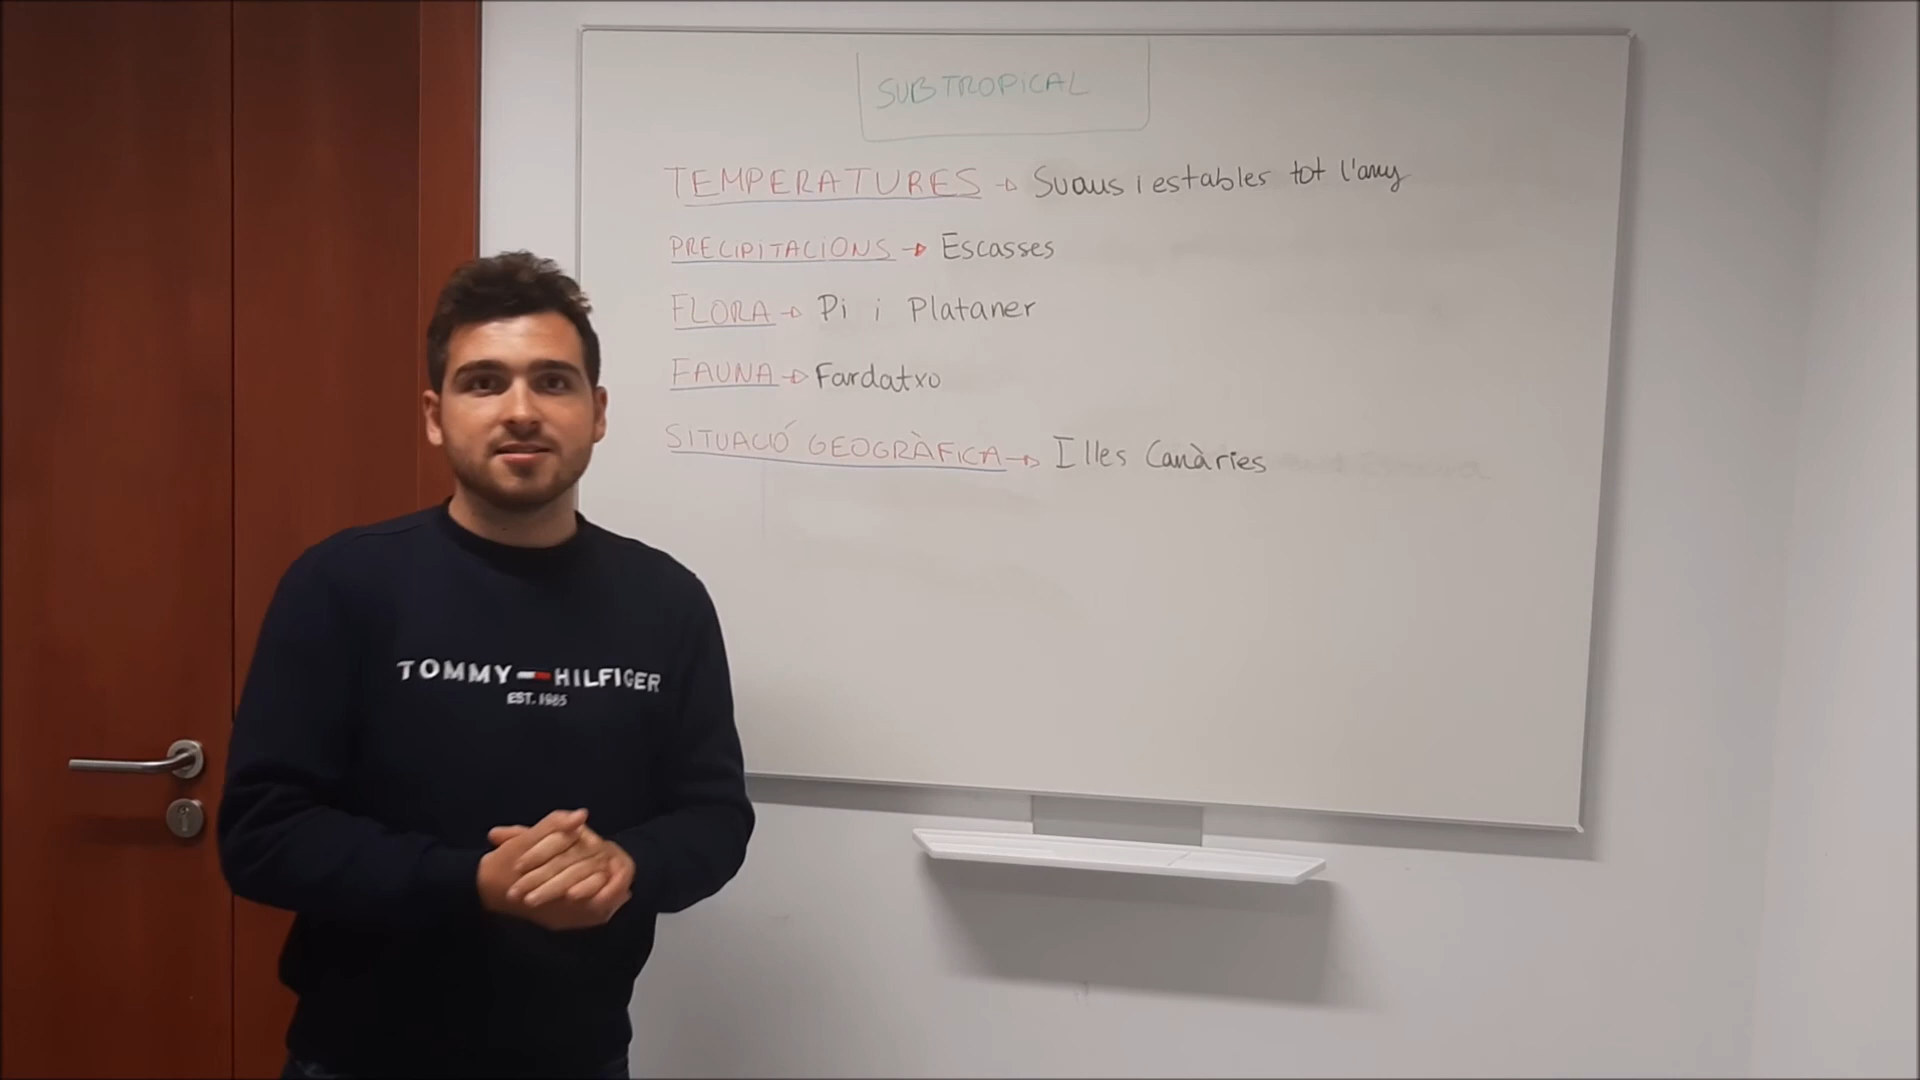 SUBTROPICAL
TEMPERATURES → Suaus i estables tot l'any
PRECIPITACIONS → Escasses
FLORA → Pi i Plataner
FAUNA → Fardatxo
SITUACIÓ GEOGRÀFICA → Illes Canàries
TOMMY HILFIGER
EST. 1985